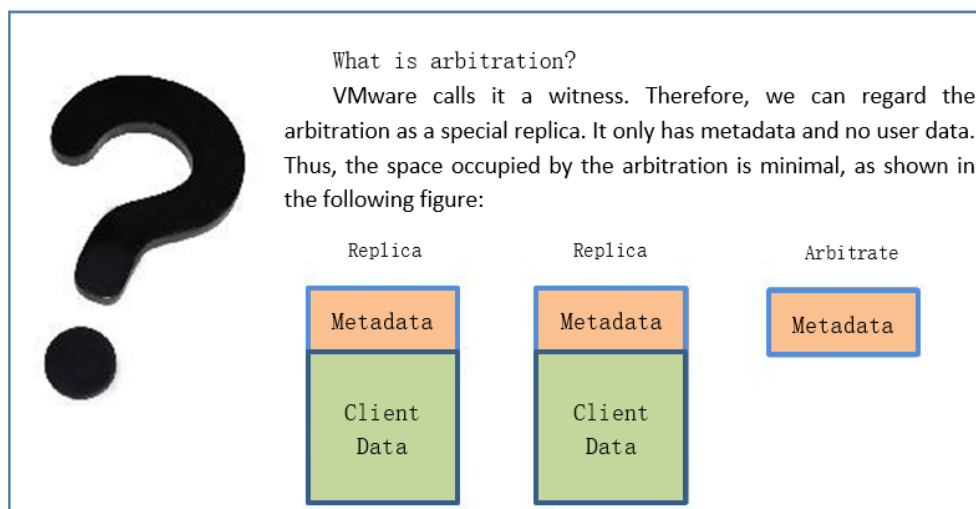 What is arbitration?
VMware calls it a witness. Therefore, we can regard the
arbitration as a special replica. It only has metadata and no user data.
Thus, the space occupied by the arbitration is minimal, as shown in
the following figure:
Replica
Replica
Arbitrate
Metadata
Metadata
Metadata
Client
Data
Client
Data